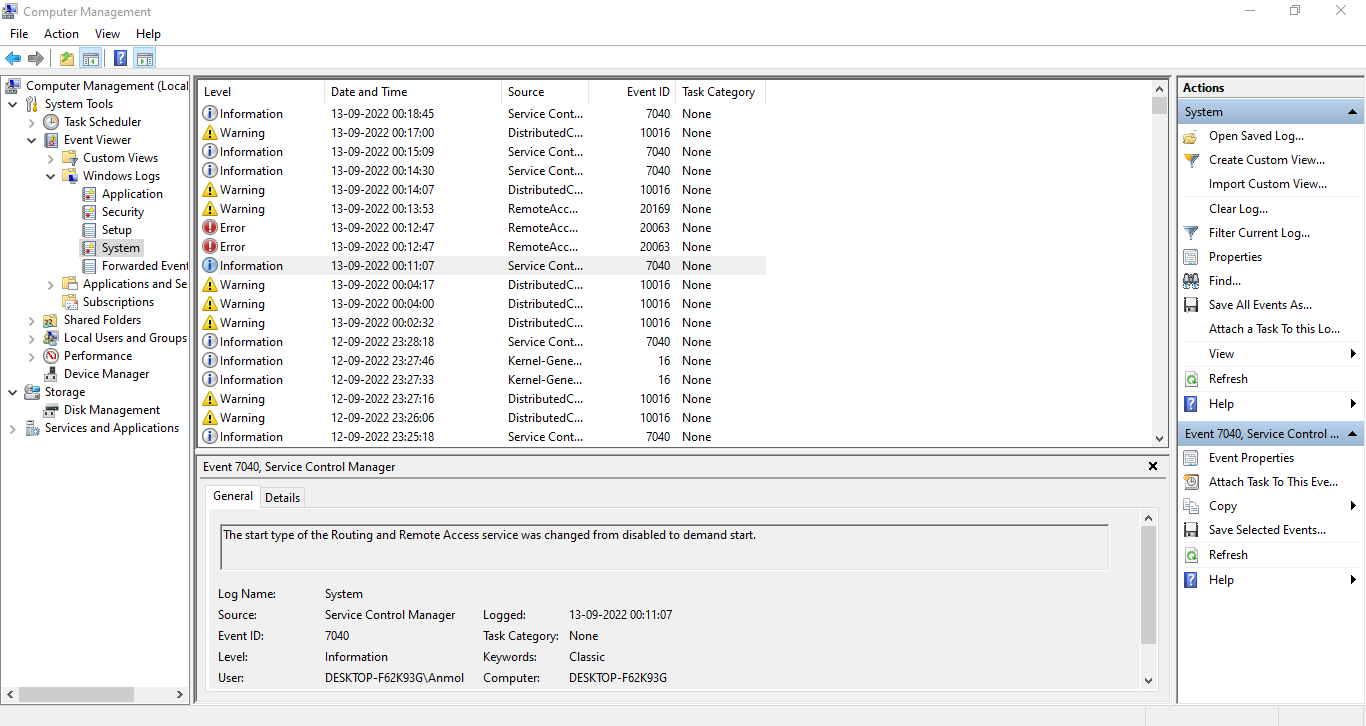 Computer Management
File Action View Help
Computer Management (Local
System Tools
Task Scheduler
Event Viewer
Custom Views
Windows Logs
Application
Security
Setup
System
Forwarded Event
Applications and Se
Subscriptions
Shared Folders
Local Users and Groups
Performance
Device Manager
Storage
Disk Management
Services and Applications
Level Date and Time Source Event ID Task Category
Information 13-09-2022 00:18:45 Service Cont... 7040 None
Warning 13-09-2022 00:17:00 DistributedC... 10016 None
Information 13-09-2022 00:15:09 Service Cont... 7040 None
Information 13-09-2022 00:14:30 Service Cont... 7040 None
Warning 13-09-2022 00:14:07 DistributedC... 10016 None
Warning 13-09-2022 00:13:53 RemoteAcc... 20169 None
Error 13-09-2022 00:12:47 RemoteAcc... 20063 None
Error 13-09-2022 00:12:47 RemoteAcc... 20063 None
Information 13-09-2022 00:11:07 Service Cont... 7040 None
Warning 13-09-2022 00:04:17 DistributedC... 10016 None
Warning 13-09-2022 00:04:00 DistributedC... 10016 None
Warning 13-09-2022 00:02:32 DistributedC... 10016 None
Information 12-09-2022 23:28:18 Service Cont... 7040 None
Information 12-09-2022 23:27:46 Kernel-Gene... 16 None
Information 12-09-2022 23:27:33 Kernel-Gene... 16 None
Warning 12-09-2022 23:27:16 DistributedC... 10016 None
Warning 12-09-2022 23:26:06 DistributedC... 10016 None
Information 12-09-2022 23:25:18 Service Cont... 7040 None
Event 7040, Service Control Manager
General Details
The start type of the Routing and Remote Access service was changed from disabled to demand start.
Log Name: System
Source: Service Control Manager Logged: 13-09-2022 00:11:07
Event ID: 7040 Task Category: None
Level: Information Keywords: Classic
User: DESKTOP-F62K93G\Anmol Computer: DESKTOP-F62K93G
Actions
System
Open Saved Log...
Create Custom View...
Import Custom View...
Clear Log...
Filter Current Log...
Properties
Find...
Save All Events As...
Attach a Task To this Lo...
View
Refresh
Help
Event 7040, Service Control ...
Event Properties
Attach Task To This Eve...
Copy
Save Selected Events...
Refresh
Help